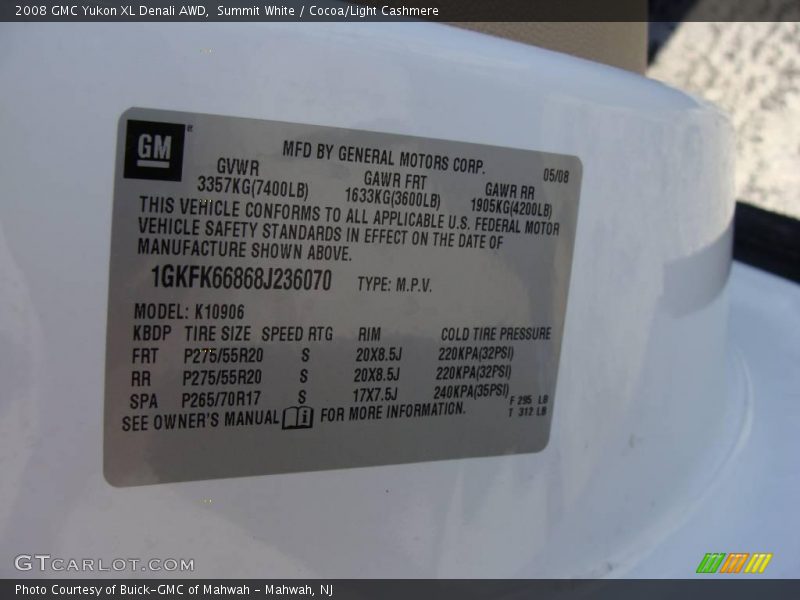 2008 GMC Yukon XL Denali AWD,  Summit White / Cocoa/Light Cashmere
GM ®
MFD BY GENERAL MOTORS CORP.
05/08
GVWR GAWR FRT GAWR RR
3357KG(7400LB) 1633KG(3600LB) 1905KG(4200LB)
THIS VEHICLE CONFORMS TO ALL APPLICABLE U.S. FEDERAL MOTOR
VEHICLE SAFETY STANDARDS IN EFFECT ON THE DATE OF
MANUFACTURE SHOWN ABOVE.
1GKFK66868J236070 TYPE: M.P.V.
MODEL: K10906
KBDP TIRE SIZE SPEED RTG RIM COLD TIRE PRESSURE
FRT P275/55R20 S 20X8.5J 220KPA(32PSI)
RR P275/55R20 S 20X8.5J 220KPA(32PSI)
SPA P265/70R17 S 17X7.5J 240KPA(35PSI)
F 295 LB
T 312 LB
SEE OWNER'S MANUAL i FOR MORE INFORMATION.
GTCARLOT.COM
Photo Courtesy of Buick-GMC of Mahwah - Mahwah, NJ